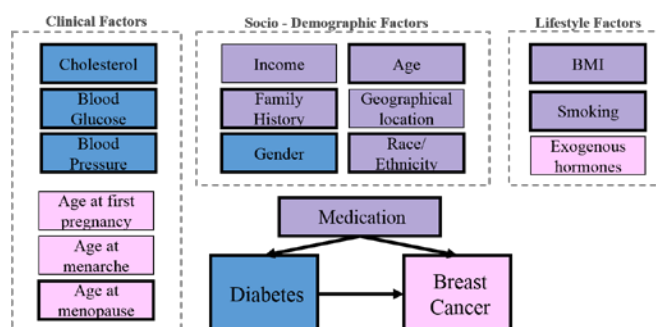 Clinical Factors
Cholesterol
Blood
Glucose
Blood
Pressure
Age at first
pregnancy
Age at
menarche
Age at
menopause
Socio - Demographic Factors
Income
Age
Family
History
Geographical
location
Gender
Race/
Ethnicity
Lifestyle Factors
BMI
Smoking
Exogenous
hormones
Medication
Diabetes
Breast
Cancer